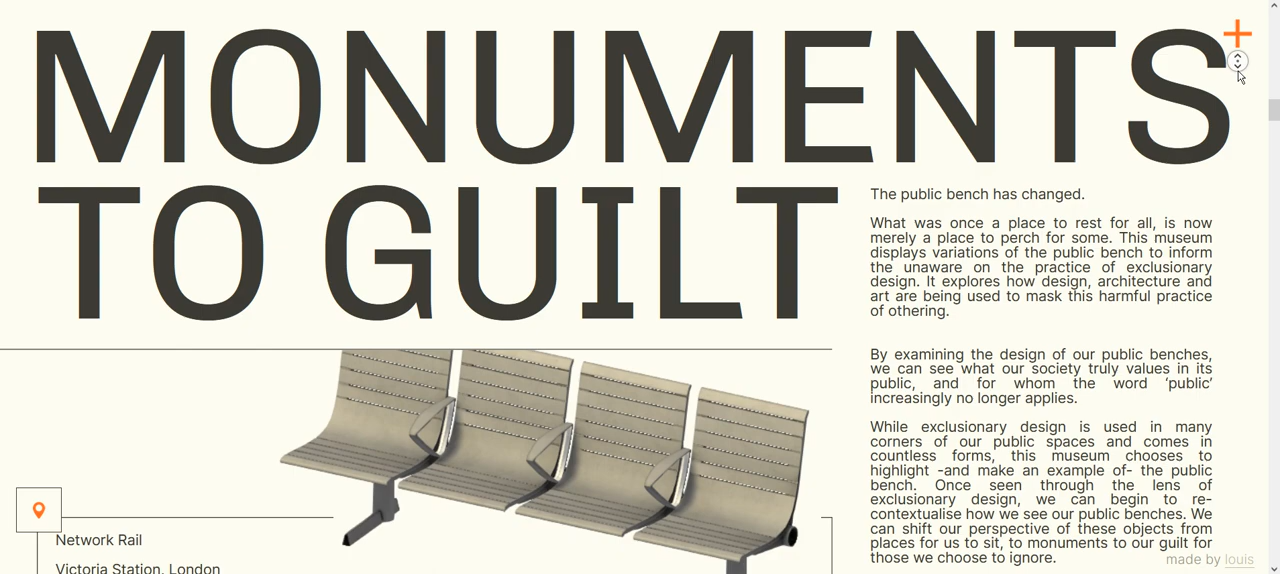 MONUMENTS
TO GUILT
The public bench has changed.
What was once a place to rest for all, is now
merely a place to perch for some. This museum
displays variations of the public bench to inform
the unaware on the practice of exclusionary
design. It explores how design, architecture and
art are being used to mask this harmful practice
of othering.
By examining the design of our public benches,
we can see what our society truly values in its
public, and for whom the word ‘public’
increasingly no longer applies.
While exclusionary design is used in many
corners of our public spaces and comes in
countless forms, this museum chooses to
highlight -and make an example of- the public
bench. Once seen through the lens of
exclusionary design, we can begin to re-
contextualise how we see our public benches. We
can shift our perspective of these objects from
places for us to sit, to monuments to our guilt for
those we choose to ignore.
Network Rail
Victoria Station, London
made by louis